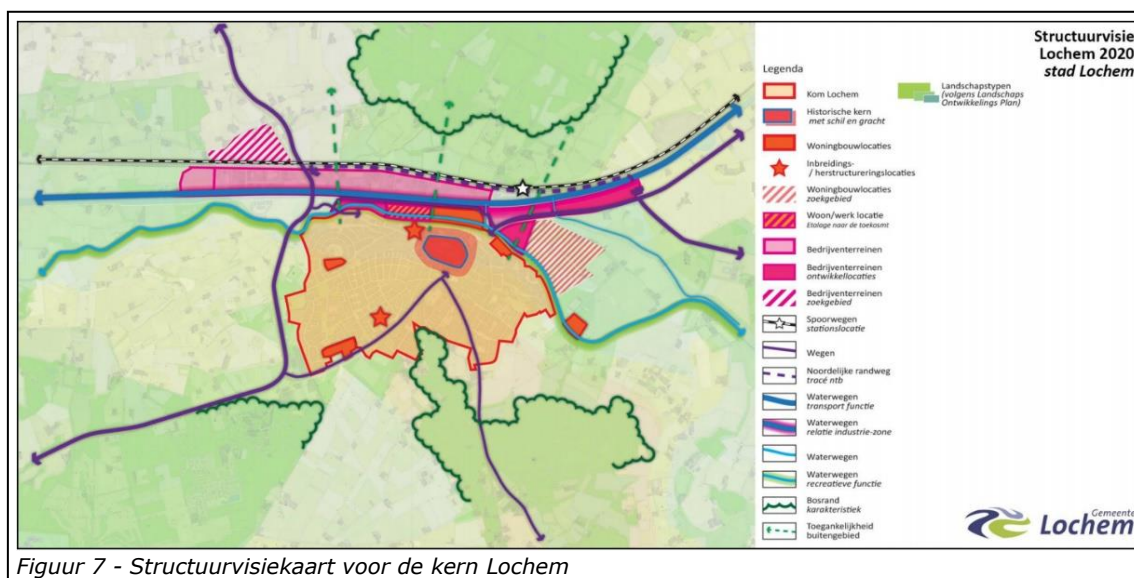 Structuurvisie
Lochem 2020
stad Lochem
Legenda
Kom Lochem
Historische kern
met schil en gracht
Woningbouwlocaties
Inbreidings-
/ herstructureringslocaties
Woningbouwlocaties
zoekgebied
Woon/werk locatie
Etalage naar de toekosmt
Bedrijventerreinen
Bedrijventerreinen
ontwikkellocaties
Bedrijventerreinen
zoekgebied
Spoorwegen
stationslocatie
Wegen
Noordelijke randweg
tracé ntb
Waterwegen
transport functie
Waterwegen
relatie industrie-zone
Waterwegen
Waterwegen
recreatieve functie
Bosrand
karakteristiek
Toegankelijkheid
buitengebied
Landschapstypen
(volgens Landschaps
Ontwikkelings Plan)
Gemeente
Lochem
Figuur 7 - Structuurvisiekaart voor de kern Lochem